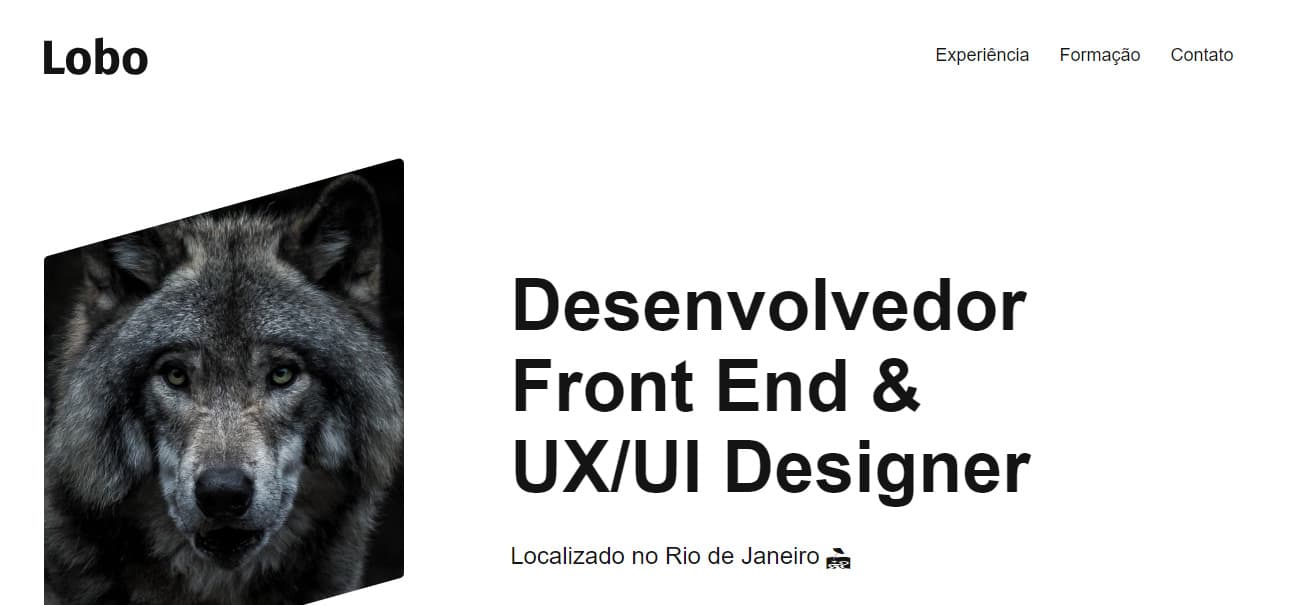 Lobo
Experiência Formação Contato
Desenvolvedor
Front End &
UX/UI Designer
Localizado no Rio de Janeiro